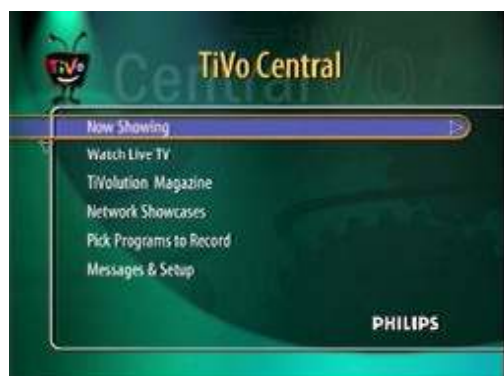 TiVo
TiVo Central
Now Showing
Watch Live TV
TiVolution Magazine
Network Showcases
Pick Programs to Record
Messages & Setup
PHILIPS